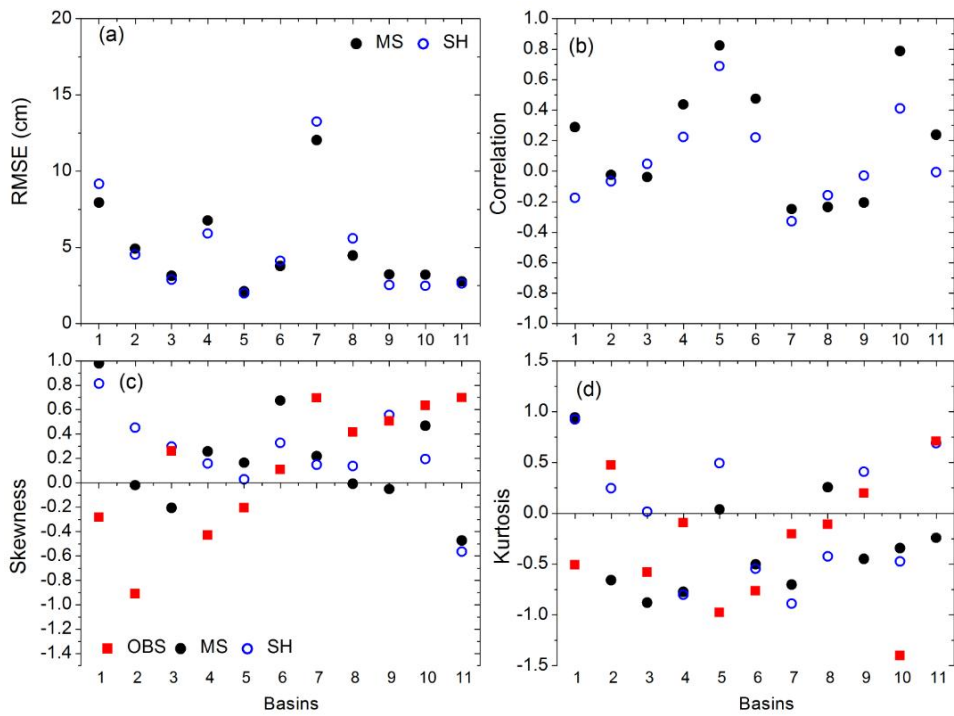 (a)
MS SH
RMSE (cm)
20
15
10
5
0
1 2 3 4 5 6 7 8 9 10 11
(b)
Correlation
1.0
0.8
0.6
0.4
0.2
0.0
-0.2
-0.4
-0.6
-0.8
-1.0
1 2 3 4 5 6 7 8 9 10 11
(c)
Skewness
1.0
0.8
0.6
0.4
0.2
0.0
-0.2
-0.4
-0.6
-0.8
-1.0
-1.2
-1.4
OBS MS SH
1 2 3 4 5 6 7 8 9 10 11
Basins
(d)
Kurtosis
1.5
1.0
0.5
0.0
-0.5
-1.0
-1.5
1 2 3 4 5 6 7 8 9 10 11
Basins